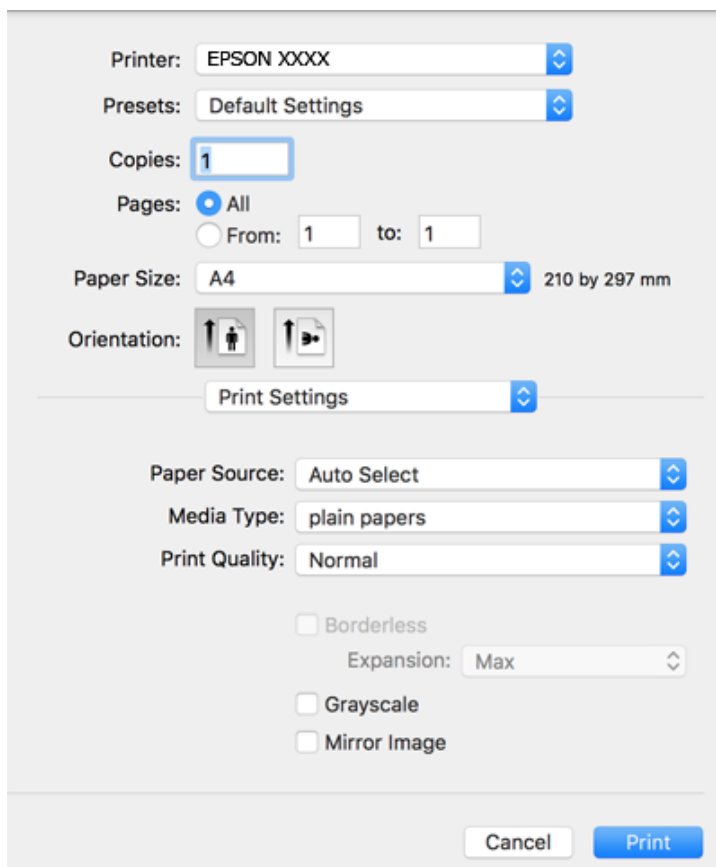 Printer: EPSON XXXX
Presets: Default Settings
Copies: 1
Pages: All
From: 1 to: 1
Paper Size: A4 210 by 297 mm
Orientation:
Print Settings
Paper Source: Auto Select
Media Type: plain papers
Print Quality: Normal
Borderless
Expansion: Max
Grayscale
Mirror Image
Cancel Print